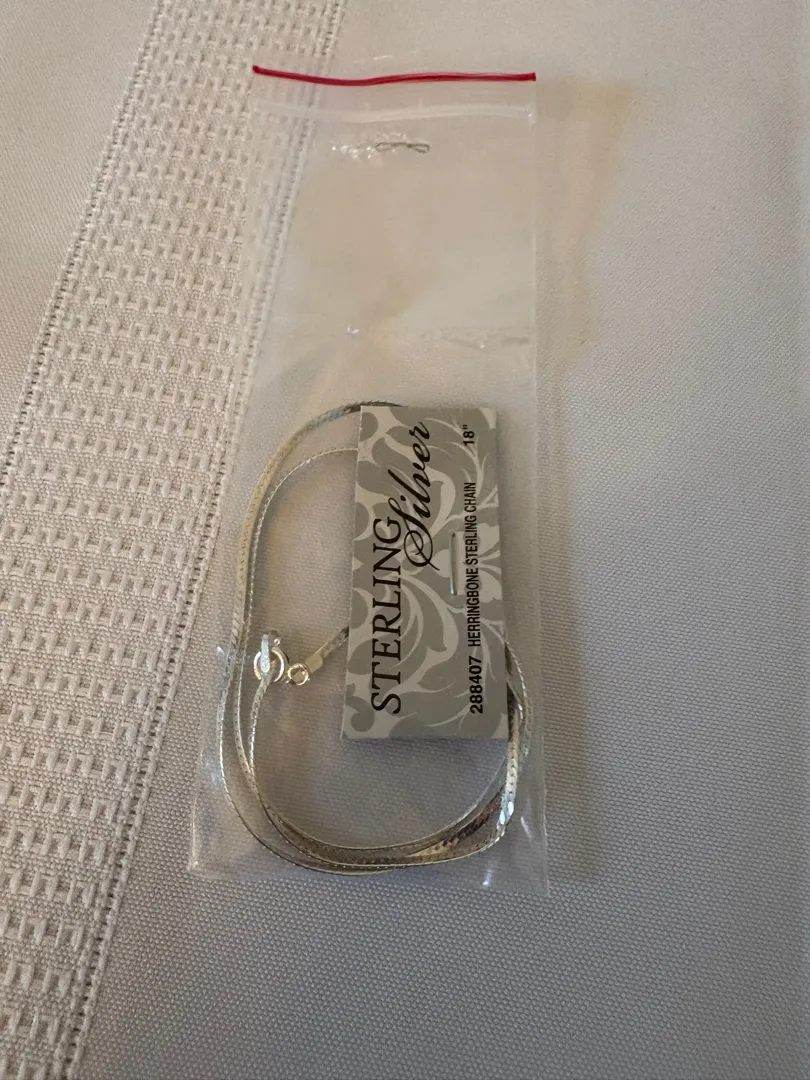 STERLING Silver
288407 HERRINGBONE STERLING CHAIN 18"